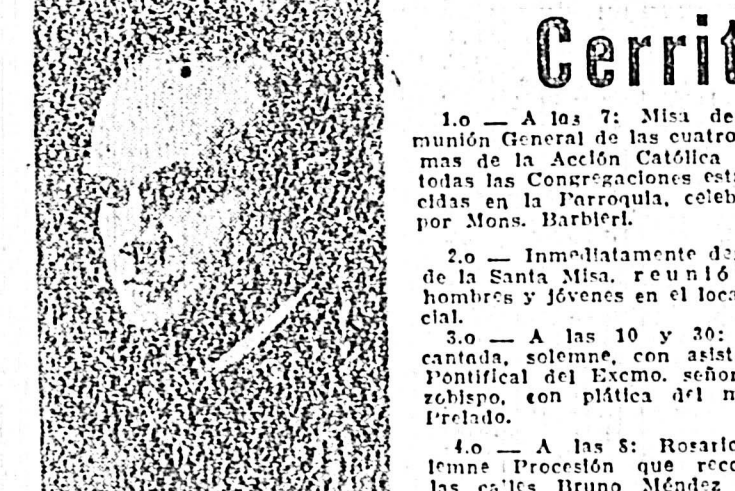 Cerrit
1.o — A las 7: Misa de
munión General de las cuatro
mas de la Acción Católica
todas las Congregaciones est
cidas en la Parroquia, celeb
por Mons. Barbieri.
2.o — Inmediatamente de
de la Santa Misa, reunió
hombres y jóvenes en el loca
cial.
3.o — A las 10 y 30:
cantada, solemne, con asist
Pontifical del Excmo. señor
zobispo, con plática del m
Prelado.
4.o — A las 8: Rosario
lemne Procesión que reco
las calles Bruno Méndez